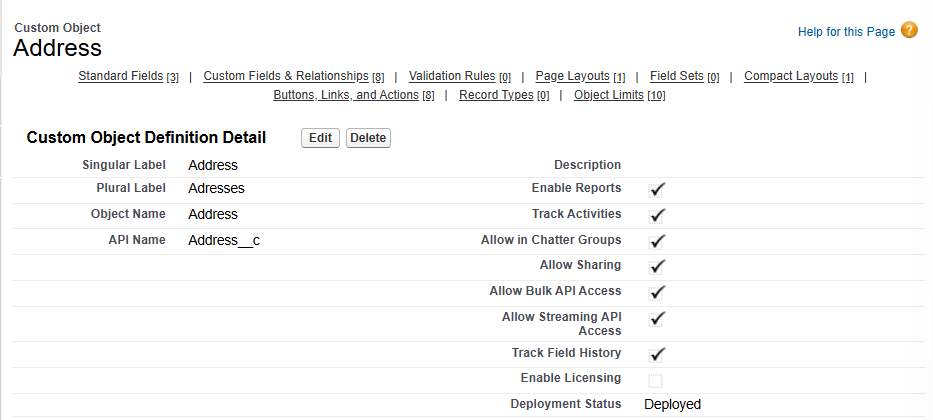 Custom Object
Address
Help for this Page ?
Standard Fields [3] | Custom Fields & Relationships [8] | Validation Rules [0] | Page Layouts [1] | Field Sets [0] | Compact Layouts [1] |
Buttons, Links, and Actions [8] | Record Types [0] | Object Limits [10]
Custom Object Definition Detail Edit Delete
Singular Label Address Description
Plural Label Adresses Enable Reports
Object Name Address Track Activities
API Name Address__c Allow in Chatter Groups
Allow Sharing
Allow Bulk API Access
Allow Streaming API
Access
Track Field History
Enable Licensing
Deployment Status Deployed